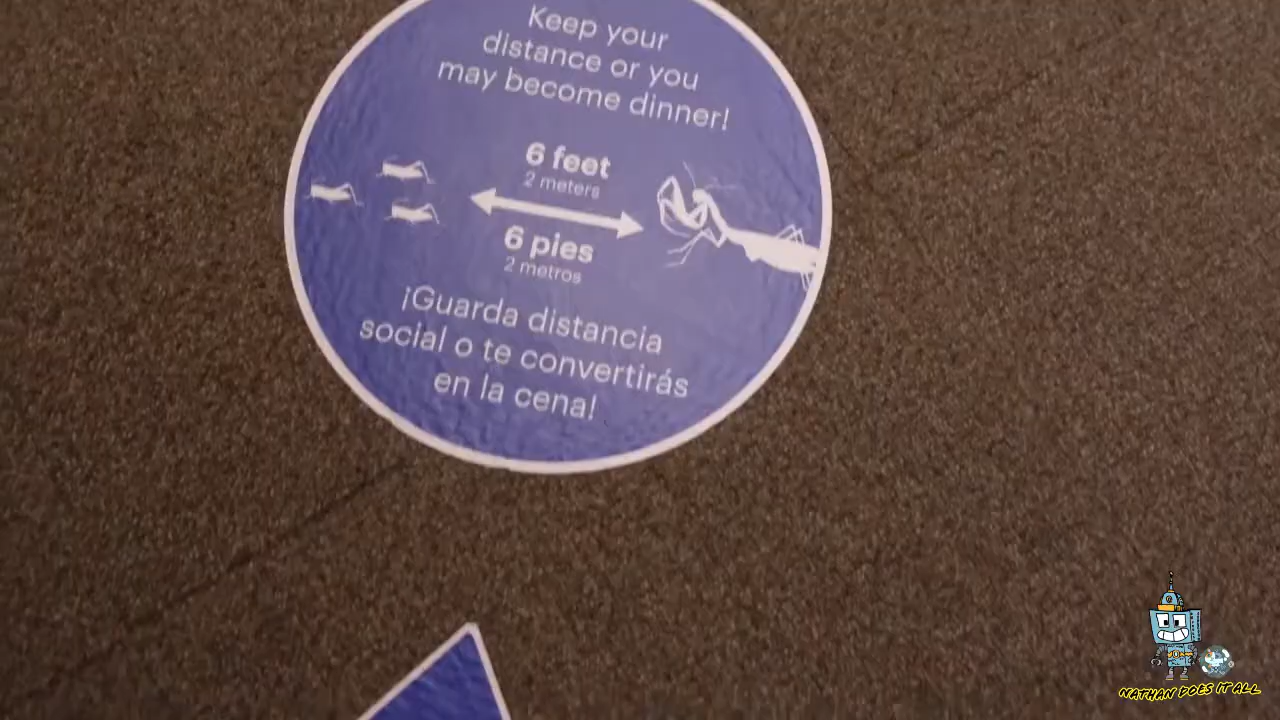 Keep your
distance or you
may become dinner!
6 feet
2 meters
6 pies
2 metros
¡Guarda distancia
social o te convertirás
en la cena!
NATHAN DOES IT ALL